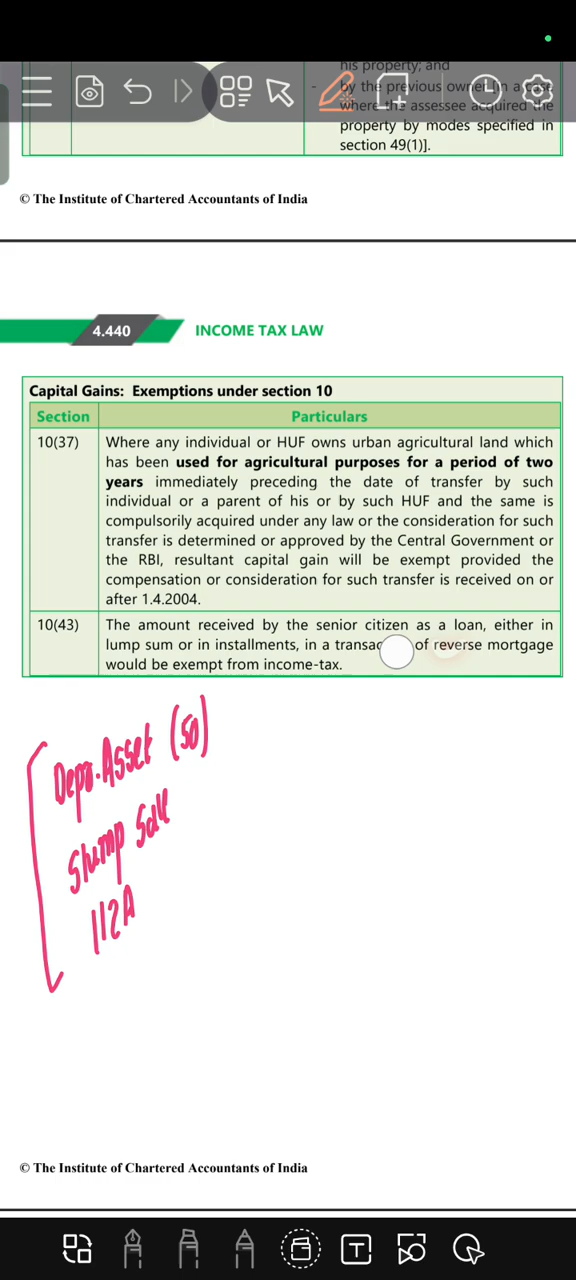 his property; and
- by the previous owner [in a case
where the assessee acquired the
property by modes specified in
section 49(1)].
© The Institute of Chartered Accountants of India
4.440 INCOME TAX LAW
Capital Gains: Exemptions under section 10
Section Particulars
10(37) Where any individual or HUF owns urban agricultural land which
has been used for agricultural purposes for a period of two
years immediately preceding the date of transfer by such
individual or a parent of his or by such HUF and the same is
compulsorily acquired under any law or the consideration for such
transfer is determined or approved by the Central Government or
the RBI, resultant capital gain will be exempt provided the
compensation or consideration for such transfer is received on or
after 1.4.2004.
10(43) The amount received by the senior citizen as a loan, either in
lump sum or in installments, in a transac of reverse mortgage
would be exempt from income-tax.
Depr. Asset (50)
Slump Sale
112A
© The Institute of Chartered Accountants of India
T